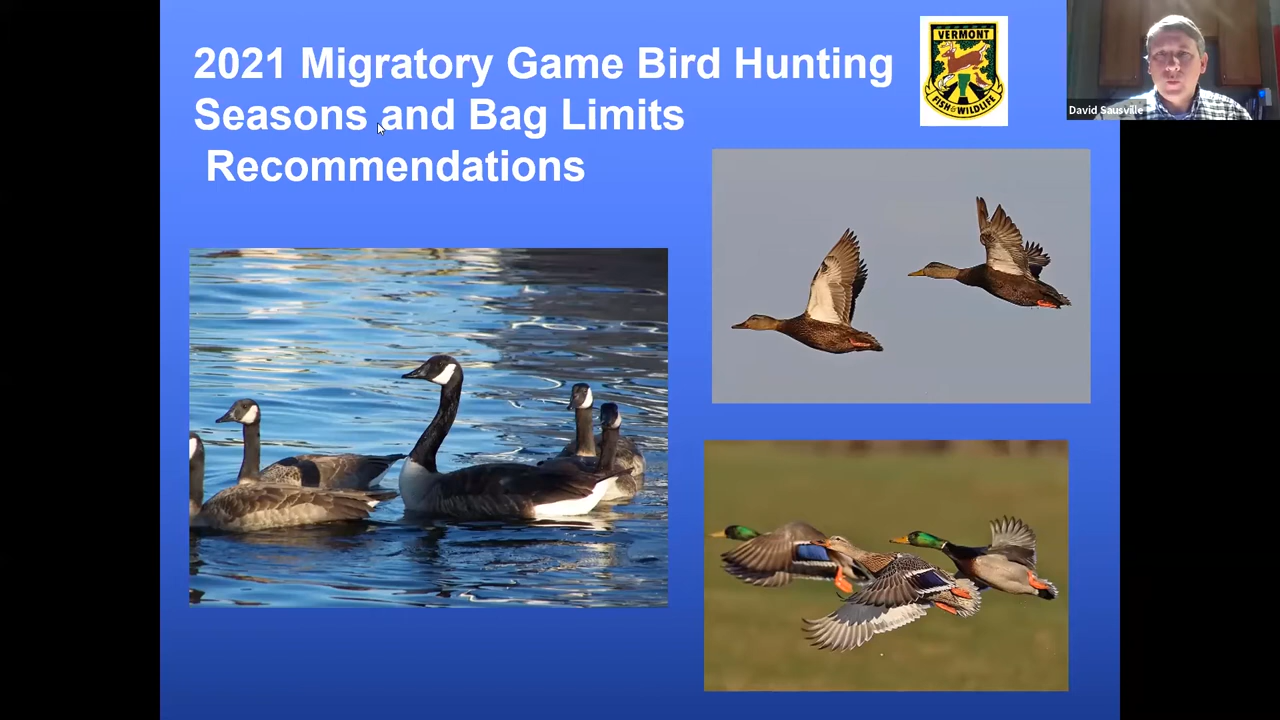 2021 Migratory Game Bird Hunting
Seasons and Bag Limits
Recommendations
VERMONT
FISH & WILDLIFE
David Sausville